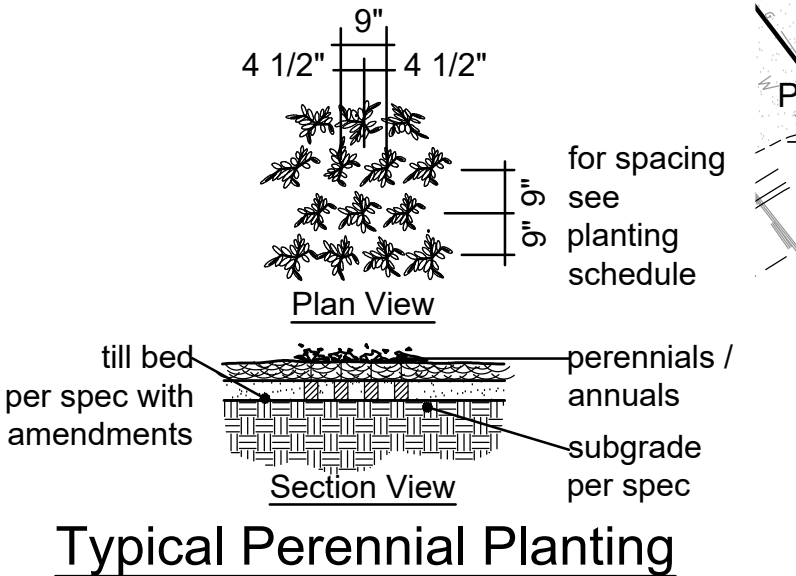 9"
4 1/2" 4 1/2"
for spacing
see
planting
schedule
9" 9"
Plan View
till bed
per spec with
amendments
perennials /
annuals
subgrade
per spec
Section View
Typical Perennial Planting
P